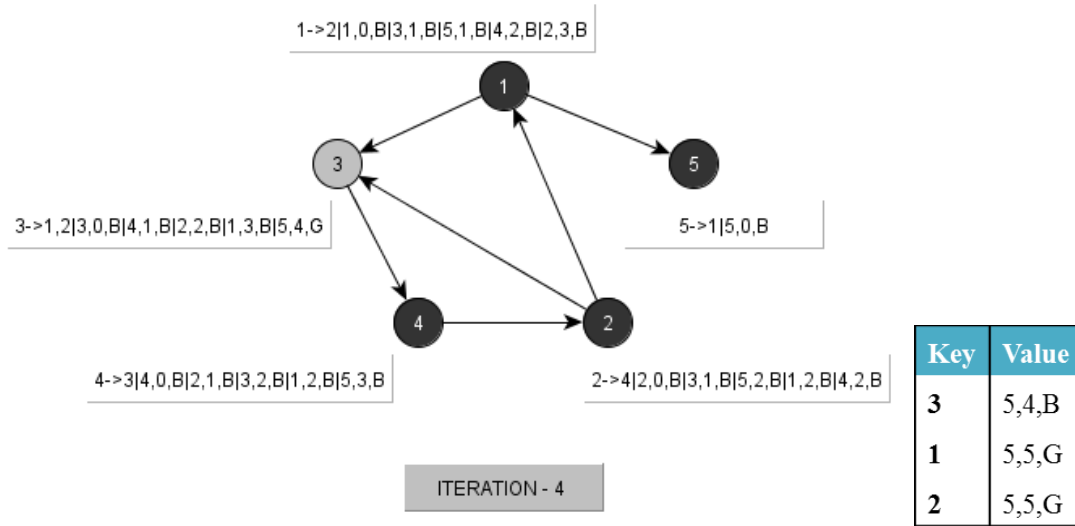 1->2|1,0,B|3,1,B|5,1,B|4,2,B|2,3,B
1
3
5
3->1,2|3,0,B|4,1,B|2,2,B|1,3,B|5,4,G
5->1|5,0,B
4
2
4->3|4,0,B|2,1,B|3,2,B|1,2,B|5,3,B
2->4|2,0,B|3,1,B|5,2,B|1,2,B|4,2,B
ITERATION - 4
Key Value
3 5,4,B
1 5,5,G
2 5,5,G